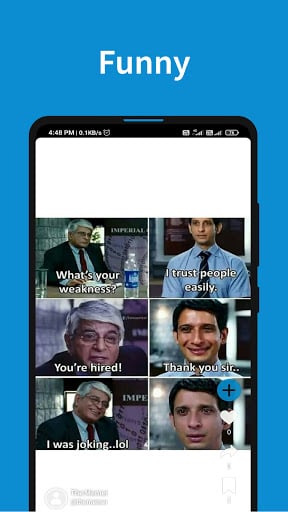 Funny
4:48 PM | 0.1KB/s
IMPERIAL
What's your
weakness?
I trust people
easily.
You're hired!
Thank you sir..
IMPE
I was joking..lol
0